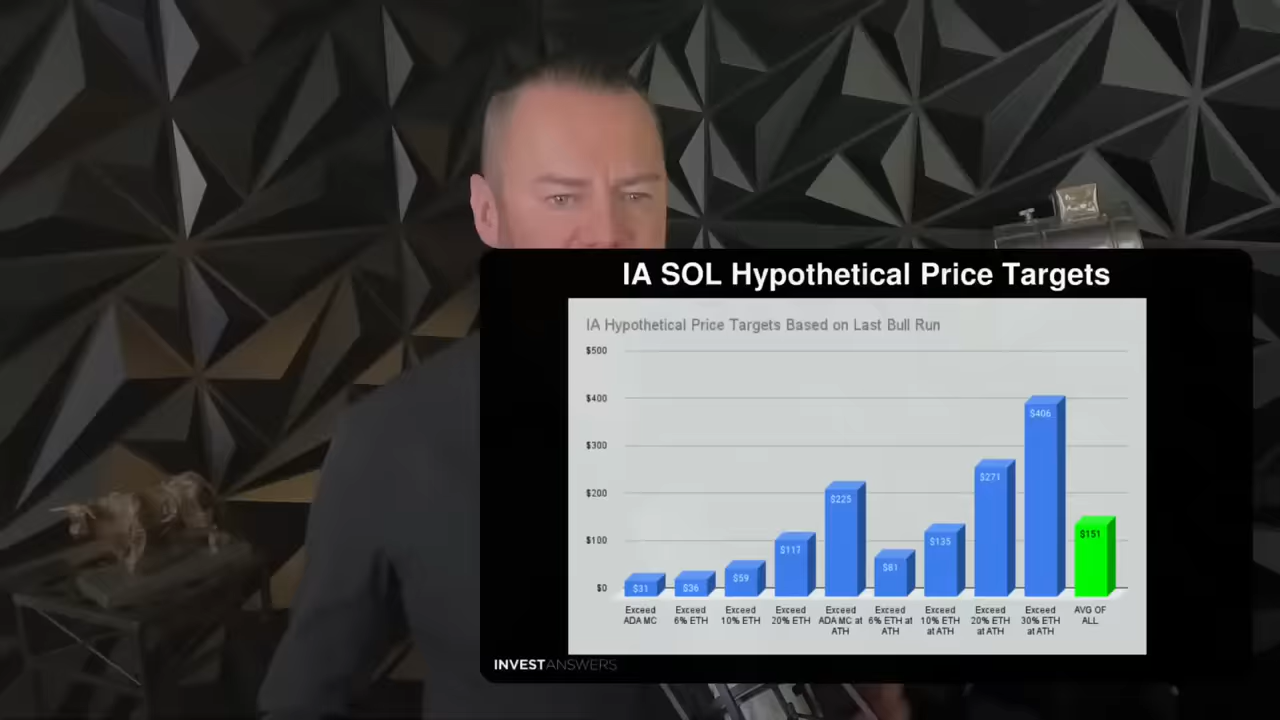 IA SOL Hypothetical Price Targets
IA Hypothetical Price Targets Based on Last Bull Run
$500
$400
$300
$200
$100
$0
$31
$36
$59
$117
$225
$81
$135
$271
$406
$151
Exceed
ADA MC
Exceed
6% ETH
Exceed
10% ETH
Exceed
20% ETH
Exceed
ADA MC at
ATH
Exceed
6% ETH at
ATH
Exceed
10% ETH
at ATH
Exceed
20% ETH
at ATH
Exceed
30% ETH
at ATH
AVG OF
ALL
INVESTANSWERS